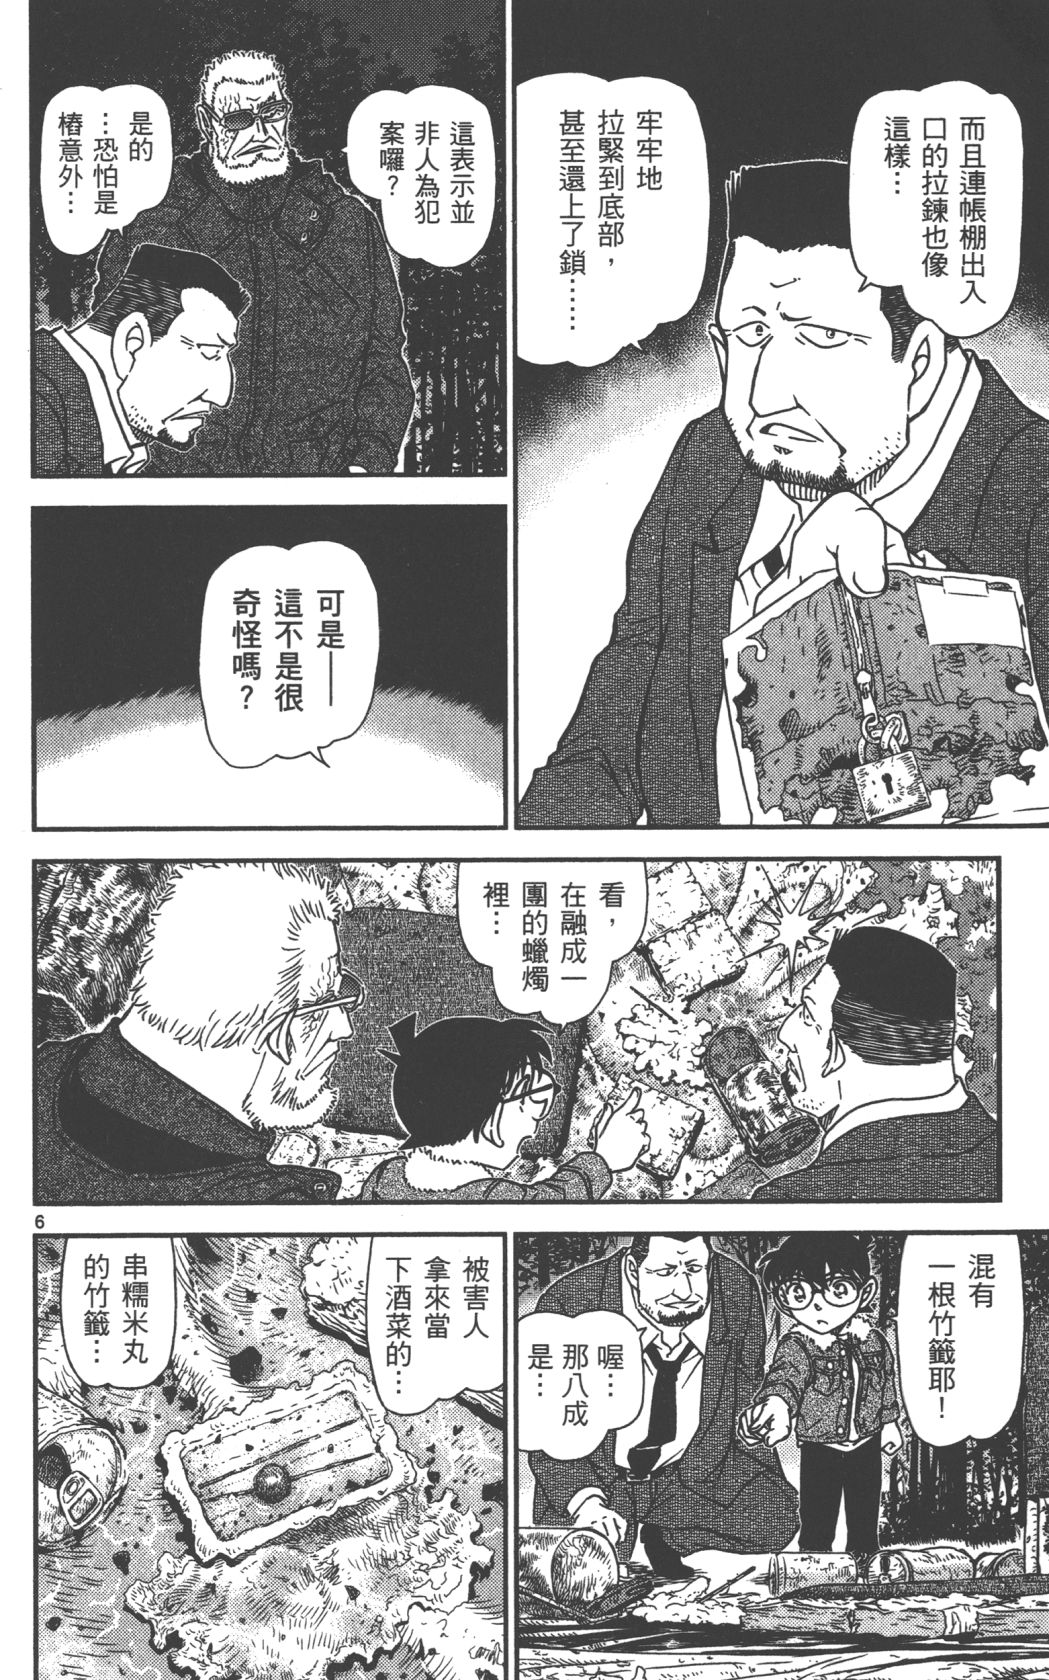 而且連帳棚出入
口的拉鍊也像
這樣…
牢牢地
拉緊到底部，
甚至還上了鎖……
這表示並
非人為犯
案囉？
是的
…恐怕是
樁意外…
可是——
這不是很
奇怪嗎？
看，
在融成一
團的蠟燭
裡…
6
混有
一根竹籤耶！
喔…
那八成
是…
被害人
拿來當
下酒菜的
串糯米丸
的竹籤…